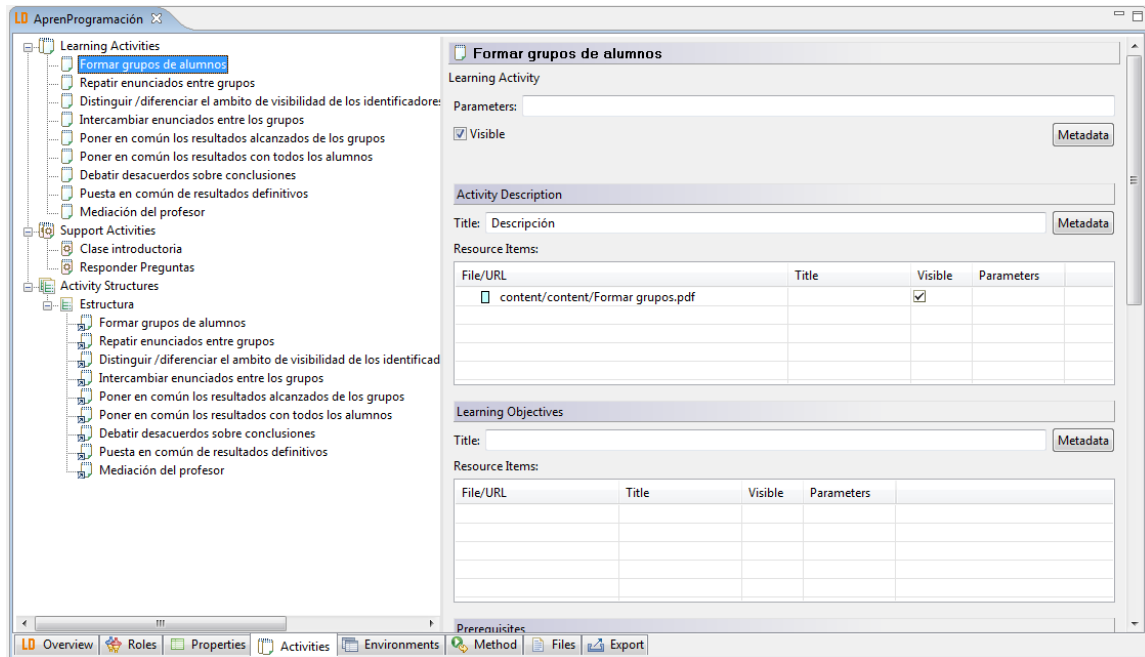 LD AprenProgramación
Learning Activities
Formar grupos de alumnos
Repatir enunciados entre grupos
Distinguir /diferenciar el ambito de visibilidad de los identificadores
Intercambiar enunciados entre los grupos
Poner en común los resultados alcanzados de los grupos
Poner en común los resultados con todos los alumnos
Debatir desacuerdos sobre conclusiones
Puesta en común de resultados definitivos
Mediación del profesor
Support Activities
Clase introductoria
Responder Preguntas
Activity Structures
Estructura
Formar grupos de alumnos
Repatir enunciados entre grupos
Distinguir /diferenciar el ambito de visibilidad de los identificad
Intercambiar enunciados entre los grupos
Poner en común los resultados alcanzados de los grupos
Poner en común los resultados con todos los alumnos
Debatir desacuerdos sobre conclusiones
Puesta en común de resultados definitivos
Mediación del profesor
Formar grupos de alumnos
Learning Activity
Parameters:
Visible Metadata
Activity Description
Title: Descripción Metadata
Resource Items:
File/URL Title Visible Parameters
content/content/Formar grupos.pdf
Learning Objectives
Title: Metadata
Resource Items:
File/URL Title Visible Parameters
Prerequisites
LD Overview Roles Properties Activities Environments Method Files Export